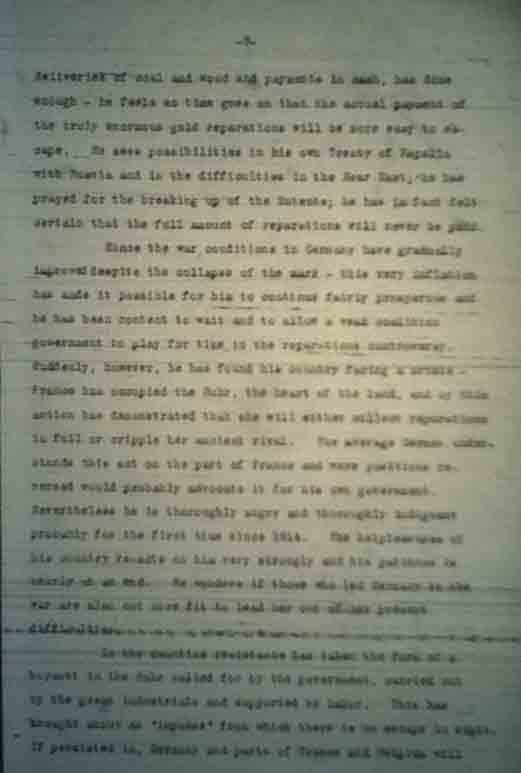 deliveries of coal and wood and payments in cash, has done
enough - he feels as time goes on that the actual payment of
the truly enormous gold reparations will be more easy to es-
cape. He sees possibilities in his own Treaty of Rapallo
with Russia and in the difficulties in the Near East, he has
prayed for the breaking up of the Entente; he has in fact felt
certain that the full amount of reparations will never be paid.
Since the war conditions in Germany have gradually
improved despite the collapse of the mark - this very inflation
has made it possible for him to continue fairly prosperous and
he has been content to wait and to allow a weak coalition
government to play for time in the reparations controversy.
Suddenly, however, he has found his country facing a crisis -
France has occupied the Ruhr, the heart of the land, and by this
action has demonstrated that she will either collect reparations
in full or cripple her ancient rival. The average German under-
stands this act on the part of France and were positions re-
versed would probably advocate it for his own government.
Nevertheless he is thoroughly angry and thoroughly indignant
probably for the first time since 1914. The helplessness of
his country reacts on him very strongly and his patience is
nearly at an end. He wonders if those who led Germany in the
war are also not more fit to lead her out of her present
difficulties.
In the meantime resistance has taken the form of a
boycott in the Ruhr called for by the government, carried out
by the great industrials and supported by labor. This has
brought about an "impasse" from which there is no escape in sight.
If persisted in, Germany and parts of France and Belgium will